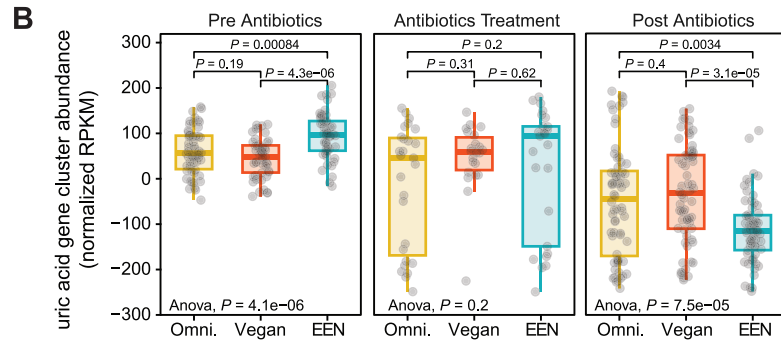 B
Pre Antibiotics
Antibiotics Treatment
Post Antibiotics
uric acid gene cluster abundance
(normalized RPKM)
300
200
100
0
−100
−200
−300
P = 0.00084
P = 0.19
P = 4.3e−06
Anova, P = 4.1e−06
Omni. Vegan EEN
P = 0.2
P = 0.31
P = 0.62
Anova, P = 0.2
Omni. Vegan EEN
P = 0.0034
P = 0.4
P = 3.1e−05
Anova, P = 7.5e−05
Omni. Vegan EEN